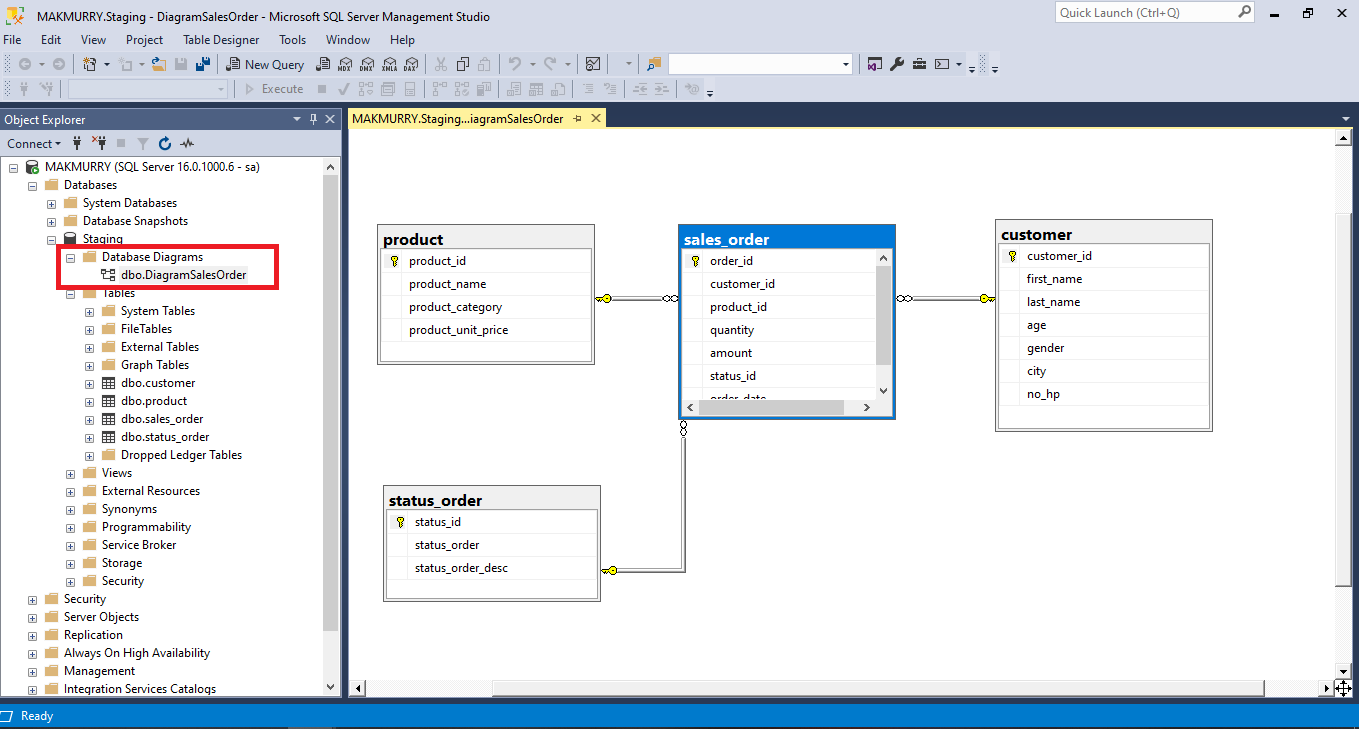 MAKMURRY.Staging - DiagramSalesOrder - Microsoft SQL Server Management Studio
Quick Launch (Ctrl+Q)
File Edit View Project Table Designer Tools Window Help
New Query MDX DMX XMLA DAX
Execute
Object Explorer
Connect
MAKMURRY (SQL Server 16.0.1000.6 - sa)
Databases
System Databases
Database Snapshots
Staging
Database Diagrams
dbo.DiagramSalesOrder
Tables
System Tables
FileTables
External Tables
Graph Tables
dbo.customer
dbo.product
dbo.sales_order
dbo.status_order
Dropped Ledger Tables
Views
External Resources
Synonyms
Programmability
Service Broker
Storage
Security
Security
Server Objects
Replication
Always On High Availability
Management
Integration Services Catalogs
MAKMURRY.Staging...iagramSalesOrder
product
product_id
product_name
product_category
product_unit_price
sales_order
order_id
customer_id
product_id
quantity
amount
status_id
order_date
customer
customer_id
first_name
last_name
age
gender
city
no_hp
status_order
status_id
status_order
status_order_desc
Ready